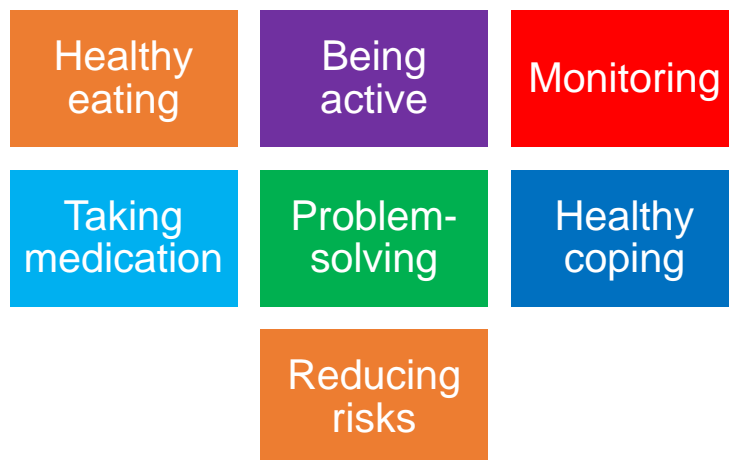 Healthy
eating
Being
active
Monitoring
Taking
medication
Problem-
solving
Healthy
coping
Reducing
risks